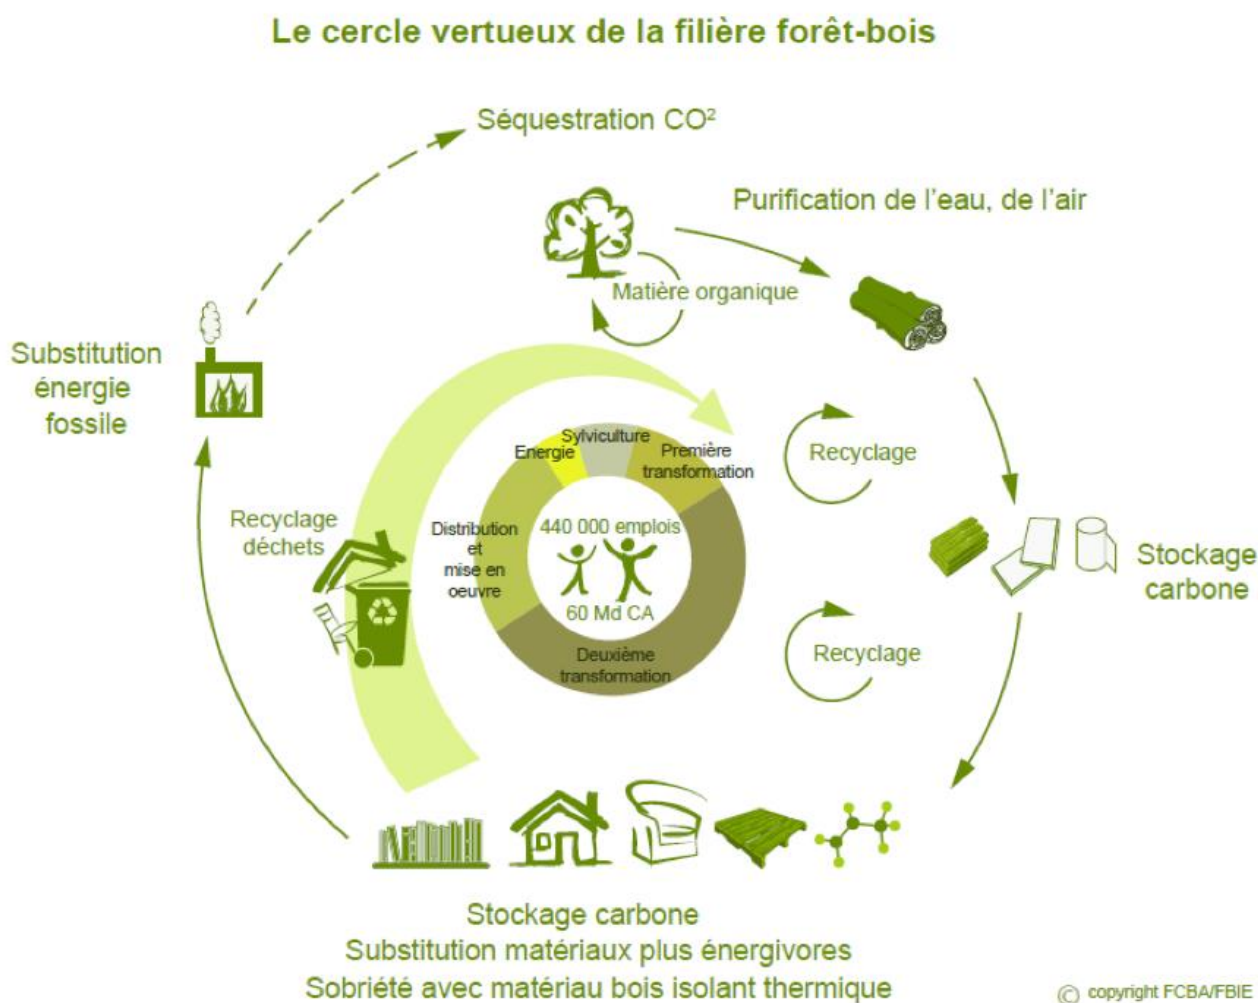 Le cercle vertueux de la filière forêt-bois
Séquestration CO²
Purification de l'eau, de l'air
Matière organique
Substitution
énergie
fossile
Recyclage
Sylviculture
Energie
Première
transformation
Recyclage
déchets
440 000 emplois
Distribution
et
mise en
oeuvre
60 Md CA
Deuxième
transformation
Stockage
carbone
Recyclage
Stockage carbone
Substitution matériaux plus énergivores
Sobriété avec matériau bois isolant thermique
© copyright FCBA/FBIE